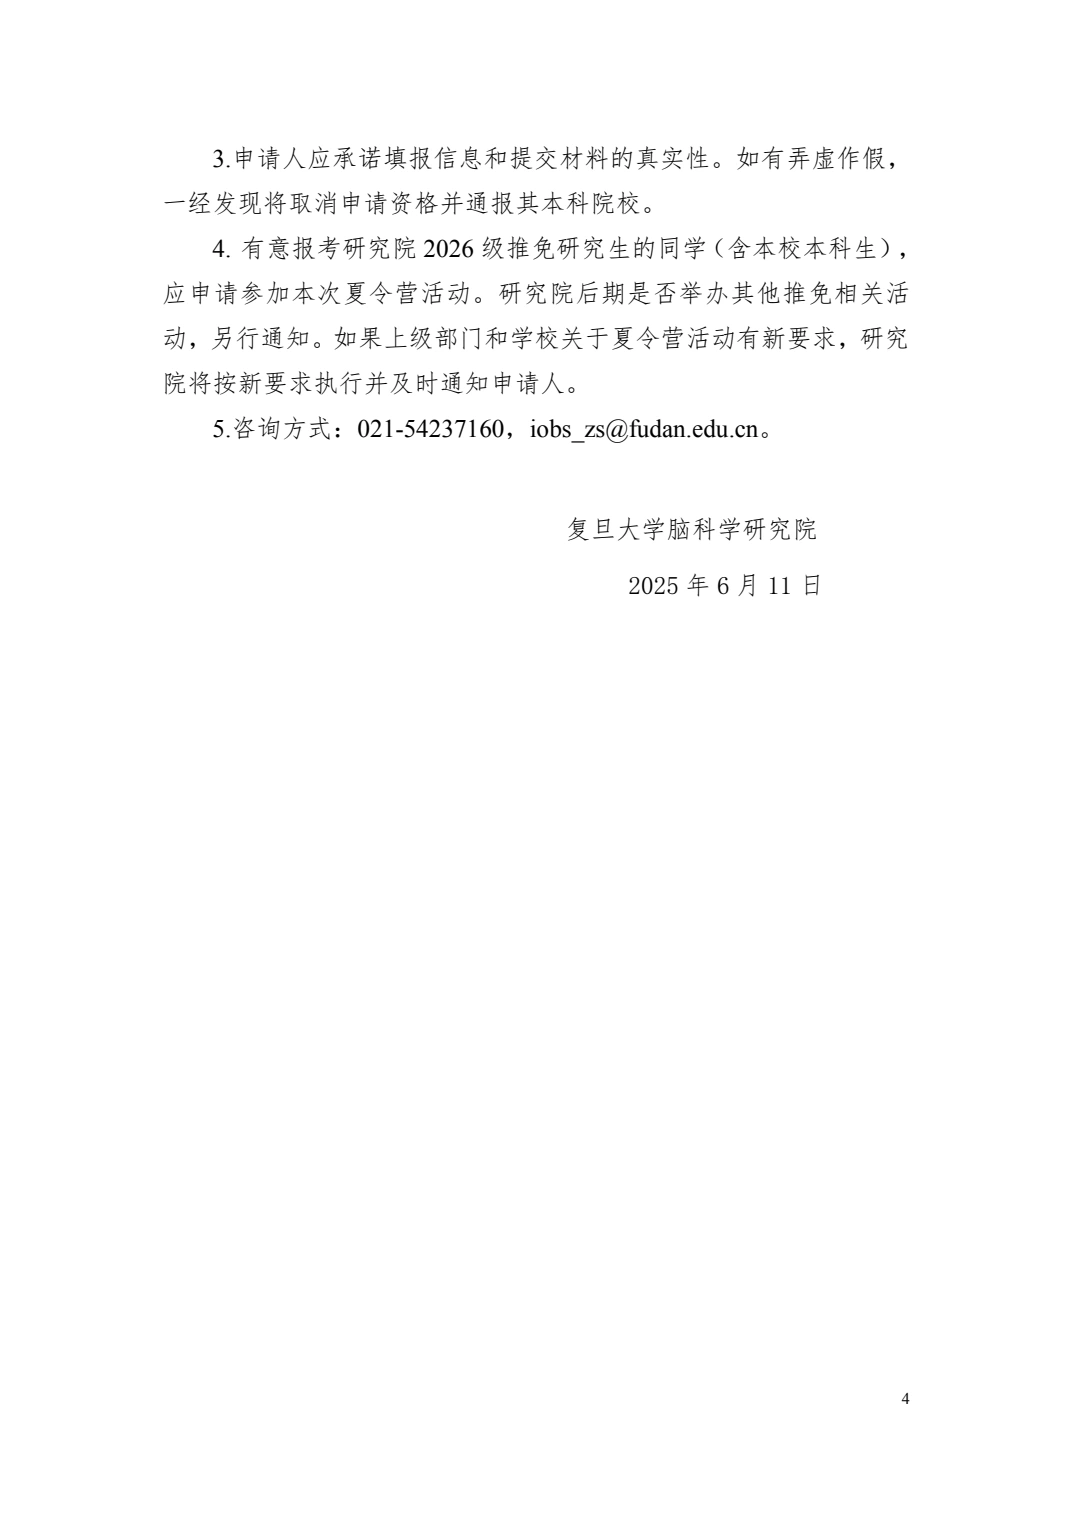 3.申请人应承诺填报信息和提交材料的真实性。如有弄虚作假，
一经发现将取消申请资格并通报其本科院校。
4. 有意报考研究院 2026 级推免研究生的同学（含本校本科生），
应申请参加本次夏令营活动。研究院后期是否举办其他推免相关活
动，另行通知。如果上级部门和学校关于夏令营活动有新要求，研究
院将按新要求执行并及时通知申请人。
5.咨询方式：021-54237160，iobs_zs@fudan.edu.cn。
复旦大学脑科学研究院
2025 年 6 月 11 日
4